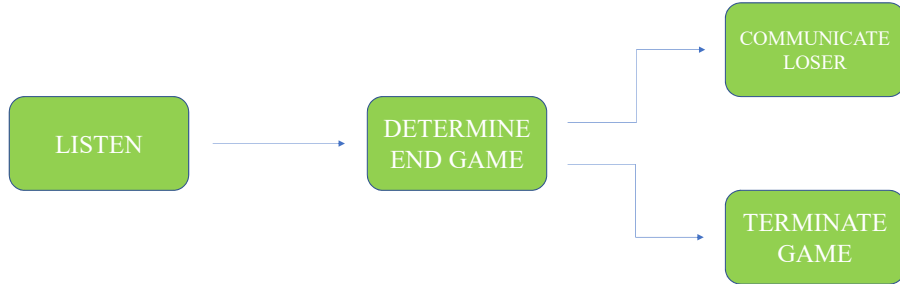 LISTEN
DETERMINE
END GAME
COMMUNICATE
LOSER
TERMINATE
GAME